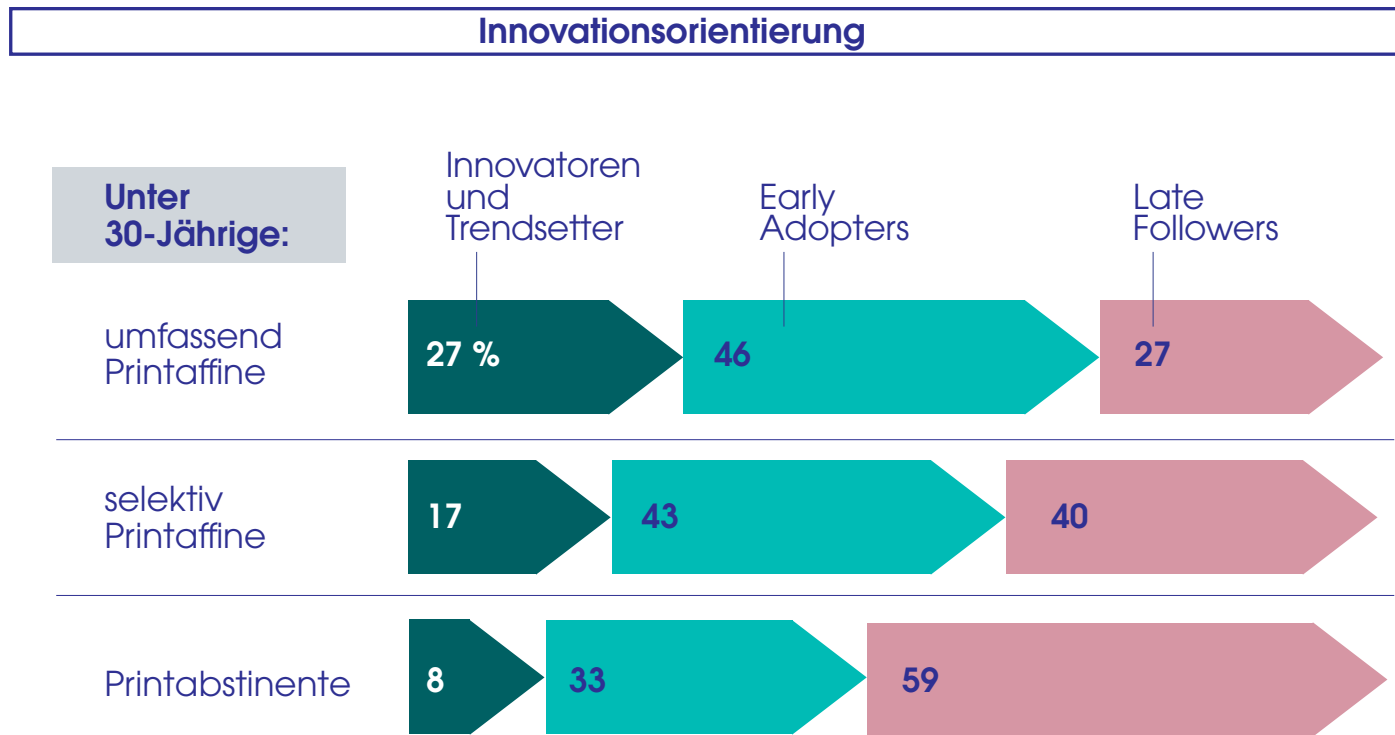 Innovationsorientierung
Unter
30-Jährige:
Innovatoren
und
Trendsetter
Early
Adopters
Late
Followers
umfassend
Printaffine
27 %
46
27
selektiv
Printaffine
17
43
40
Printabstinente
8
33
59